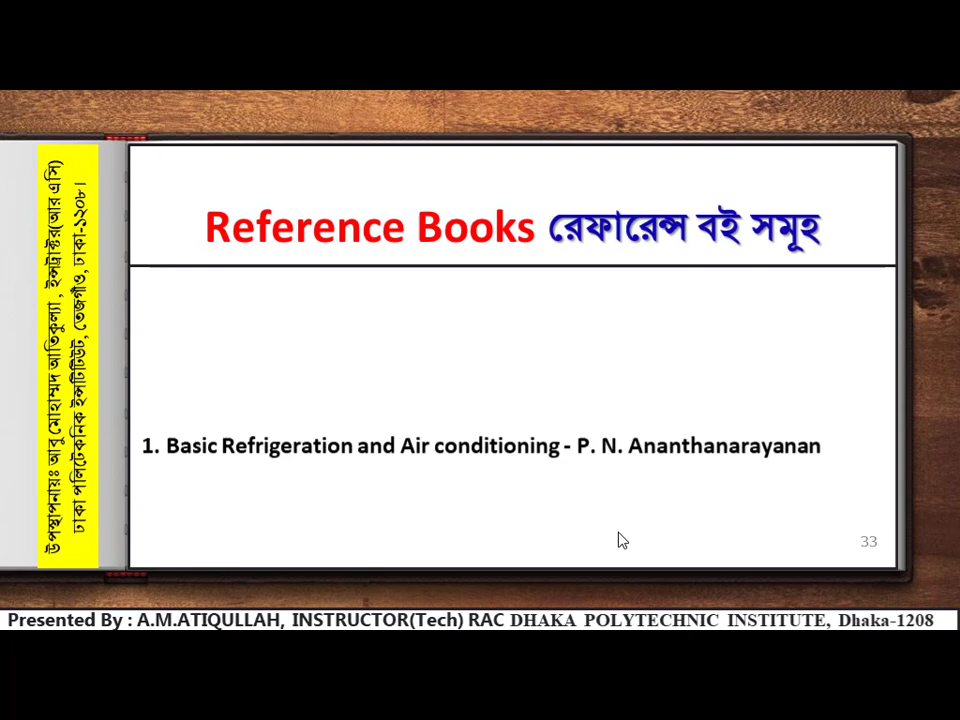 উপস্থাপনায়ঃ আবু মোহাম্মদ আতিকুল্যা , ইন্সট্রাক্টর(আর এসি)
ঢাকা পলিটেকনিক ইন্সটিটিউট, তেজগাঁও, ঢাকা-১২০৮।
Reference Books রেফারেন্স বই সমূহ
1. Basic Refrigeration and Air conditioning - P. N. Ananthanarayanan
33
Presented By : A.M.ATIQULLAH, INSTRUCTOR(Tech) RAC DHAKA POLYTECHNIC INSTITUTE, Dhaka-1208